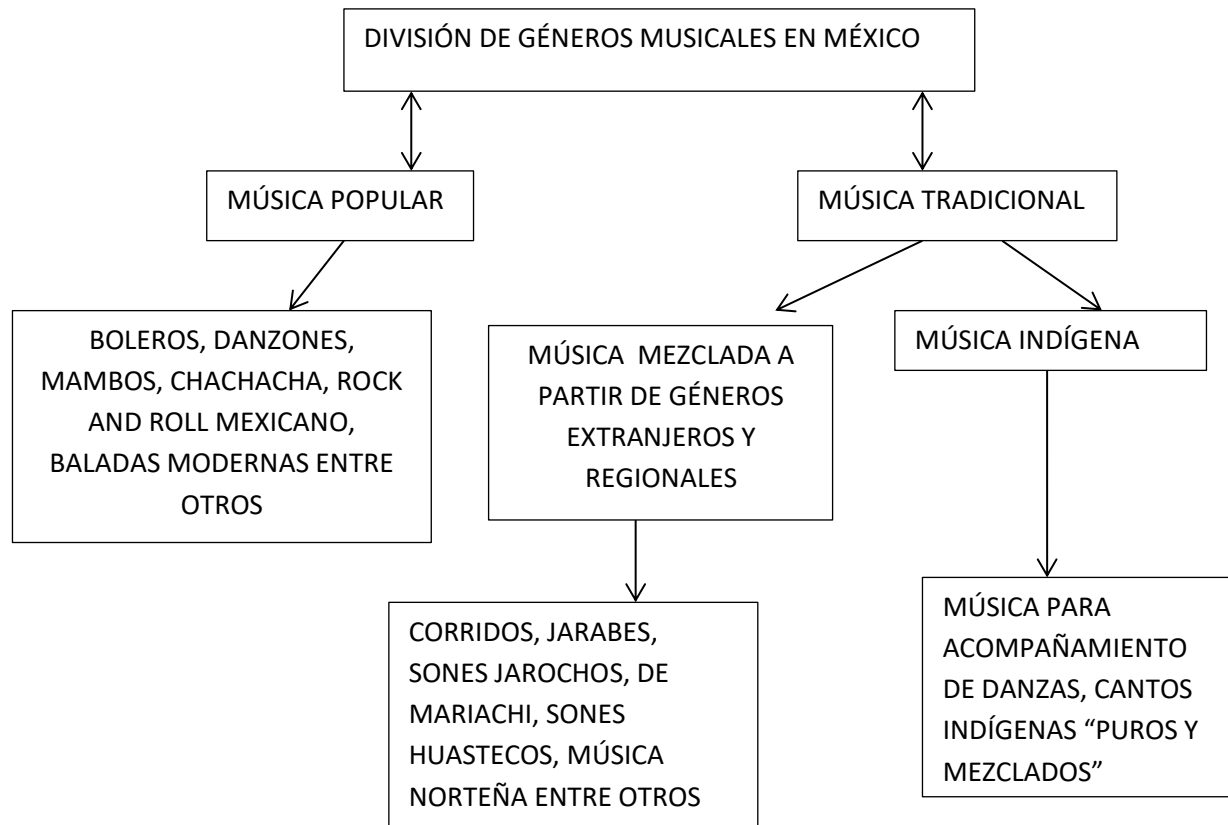 DIVISIÓN DE GÉNEROS MUSICALES EN MÉXICO
MÚSICA POPULAR
MÚSICA TRADICIONAL
BOLEROS, DANZONES,
MAMBOS, CHACHACHA, ROCK
AND ROLL MEXICANO,
BALADAS MODERNAS ENTRE
OTROS
MÚSICA MEZCLADA A
PARTIR DE GÉNEROS
EXTRANJEROS Y
REGIONALES
MÚSICA INDÍGENA
CORRIDOS, JARABES,
SONES JAROCHOS, DE
MARIACHI, SONES
HUASTECOS, MÚSICA
NORTEÑA ENTRE OTROS
MÚSICA PARA
ACOMPAÑAMIENTO
DE DANZAS, CANTOS
INDÍGENAS “PUROS Y
MEZCLADOS”